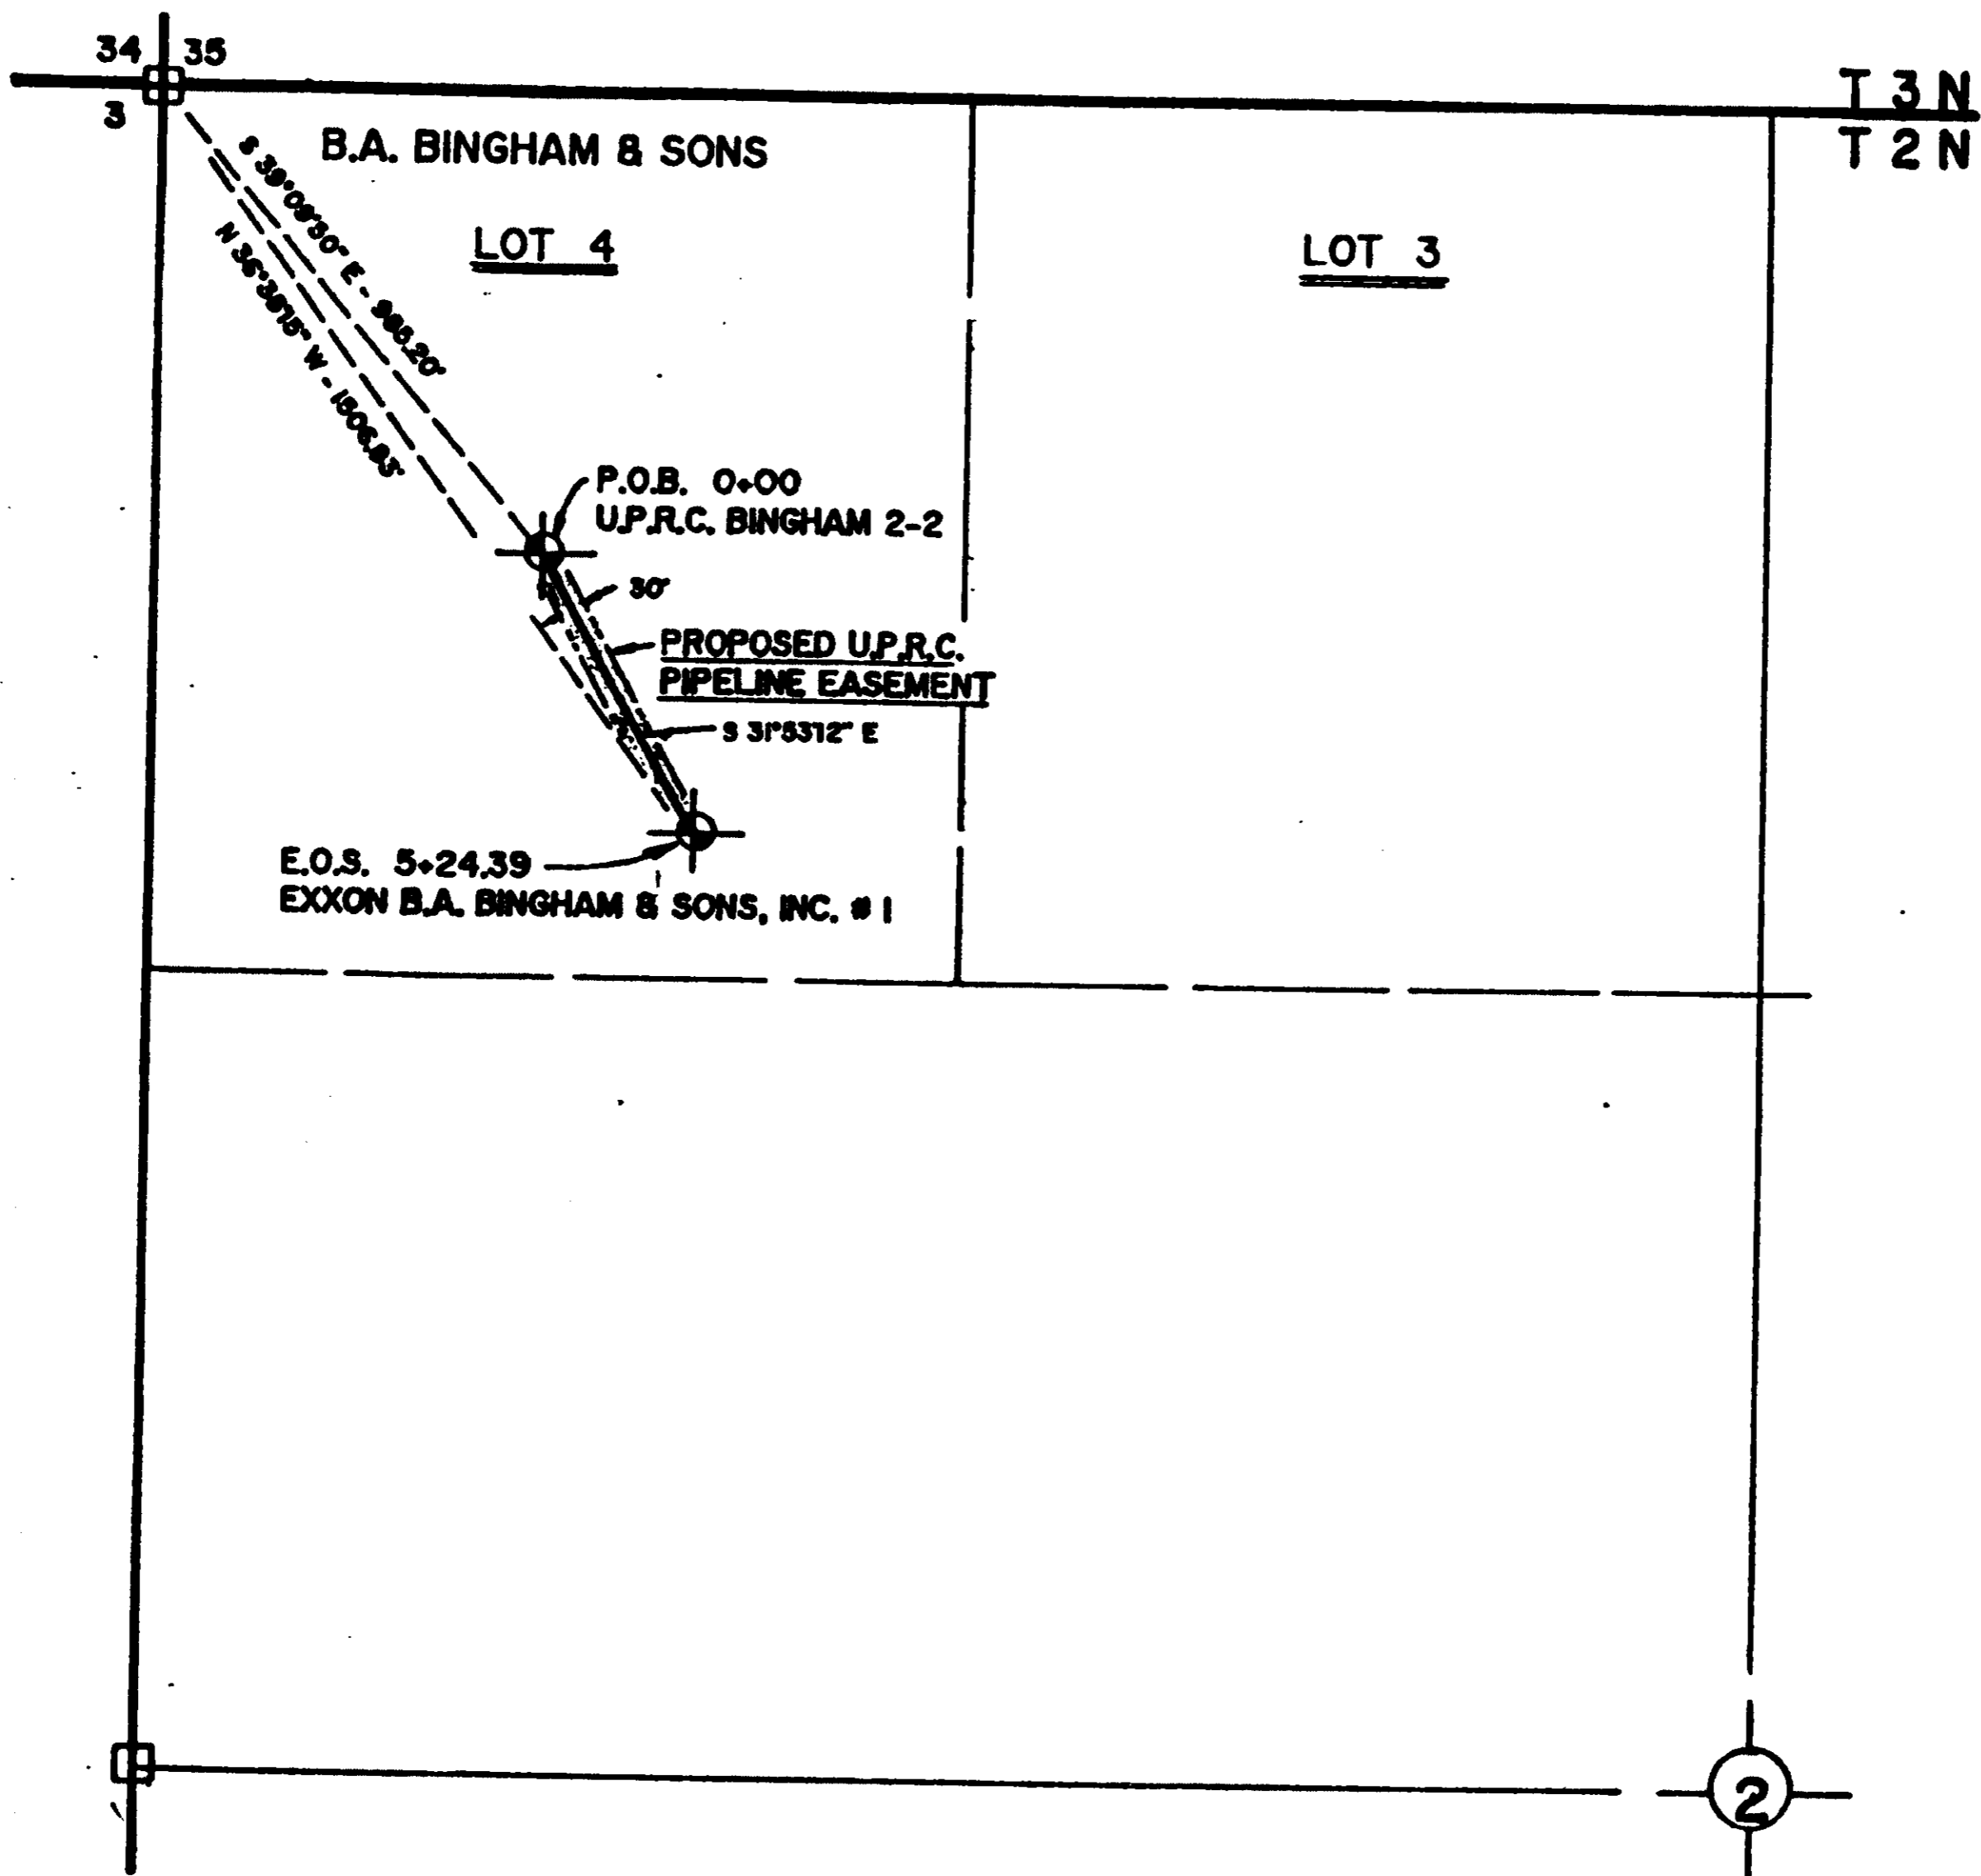 34 35
3
T 3 N
T 2 N
B.A. BINGHAM & SONS
LOT 4
LOT 3
S 39°09'30" E - 985.20'
N 36°38'15" W - 1506.83'
P.O.B. 0+00
U.P.R.C. BINGHAM 2-2
30'
PROPOSED U.P.R.C.
PIPELINE EASEMENT
S 31°53'12" E
E.O.S. 5+24.39
EXXON B.A. BINGHAM & SONS, INC. # 1
2